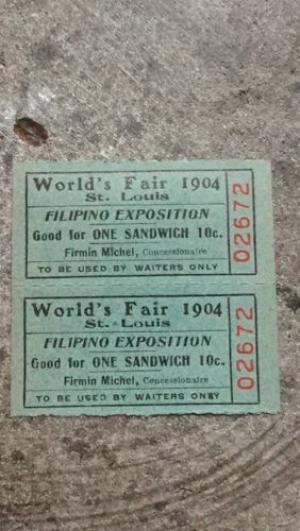 World's Fair 1904
St. Louis
FILIPINO EXPOSITION
Good for ONE SANDWICH 10c.
Firmin Michel, Concessionaire
TO BE USED BY WAITERS ONLY
02672
World's Fair 1904
St. Louis
FILIPINO EXPOSITION
Good for ONE SANDWICH 10c.
Firmin Michel, Concessionaire
TO BE USED BY WAITERS ONLY
02672